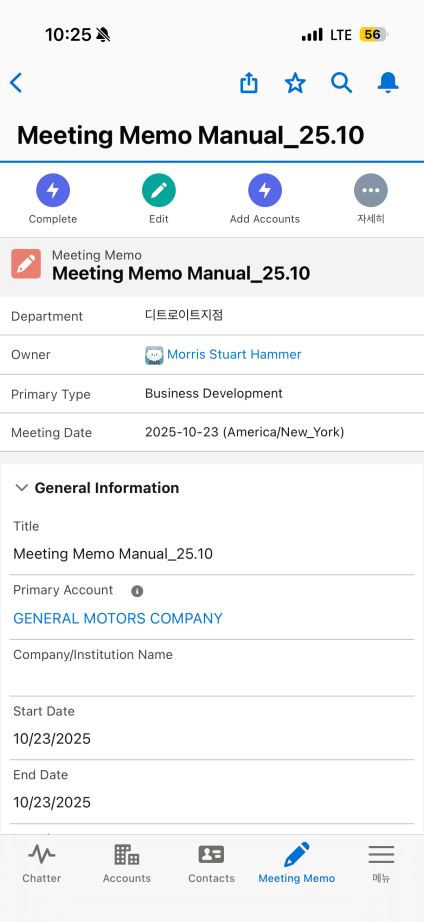 10:25
LTE 56
Meeting Memo Manual_25.10
Complete
Edit
Add Accounts
자세히
Meeting Memo
Meeting Memo Manual_25.10
Department 디트로이트지점
Owner Morris Stuart Hammer
Primary Type Business Development
Meeting Date 2025-10-23 (America/New_York)
General Information
Title
Meeting Memo Manual_25.10
Primary Account
GENERAL MOTORS COMPANY
Company/Institution Name
Start Date
10/23/2025
End Date
10/23/2025
Chatter
Accounts
Contacts
Meeting Memo
메뉴